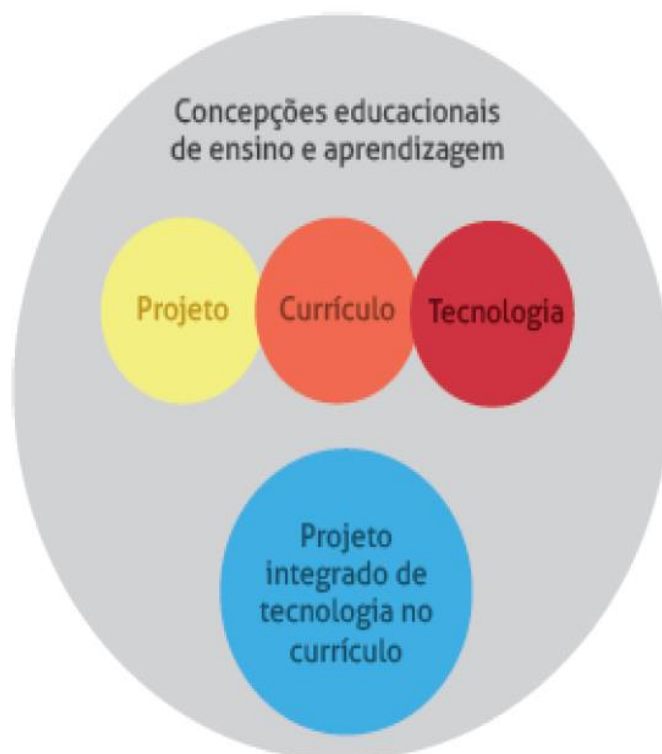 Concepções educacionais
de ensino e aprendizagem
Projeto
Currículo
Tecnologia
Projeto
integrado de
tecnologia no
currículo